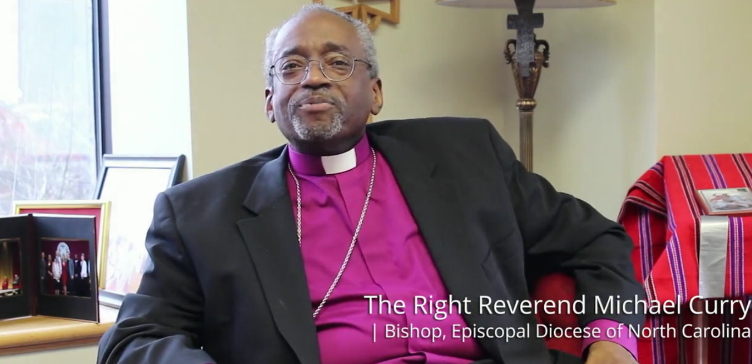 The Right Reverend Michael Curry
| Bishop, Episcopal Diocese of North Carolina